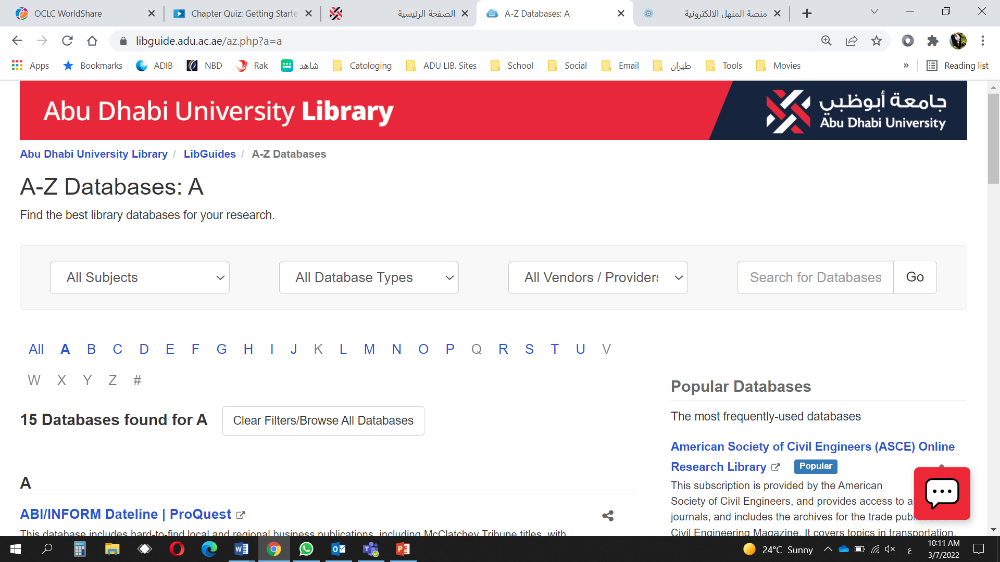 OCLC WorldShare
Chapter Quiz: Getting Starte
الصفحة الرئيسية
A-Z Databases: A
منصة المنهل الالكترونية
libguide.adu.ac.ae/az.php?a=a
Apps Bookmarks ADIB NBD Rak شاهد Catologing ADU LIB. Sites School Social Email طيران Tools Movies » Reading list
Abu Dhabi University Library
جامعة أبوظبي
Abu Dhabi University
Abu Dhabi University Library / LibGuides / A-Z Databases
A-Z Databases: A
Find the best library databases for your research.
All Subjects
All Database Types
All Vendors / Providers
Search for Databases
Go
All A B C D E F G H I J K L M N O P Q R S T U V
W X Y Z #
15 Databases found for A
Clear Filters/Browse All Databases
A
ABI/INFORM Dateline | ProQuest
This database includes hard-to-find local and regional business publications, including McClatchey Tribune titles, with
Popular Databases
The most frequently-used databases
American Society of Civil Engineers (ASCE) Online
Research Library Popular
This subscription is provided by the American
Society of Civil Engineers, and provides access to al
journals, and includes the archives for the trade
Civil Engineering Magazine. It covers topics in transportation,
24°C Sunny
ع
10:11 AM
3/7/2022